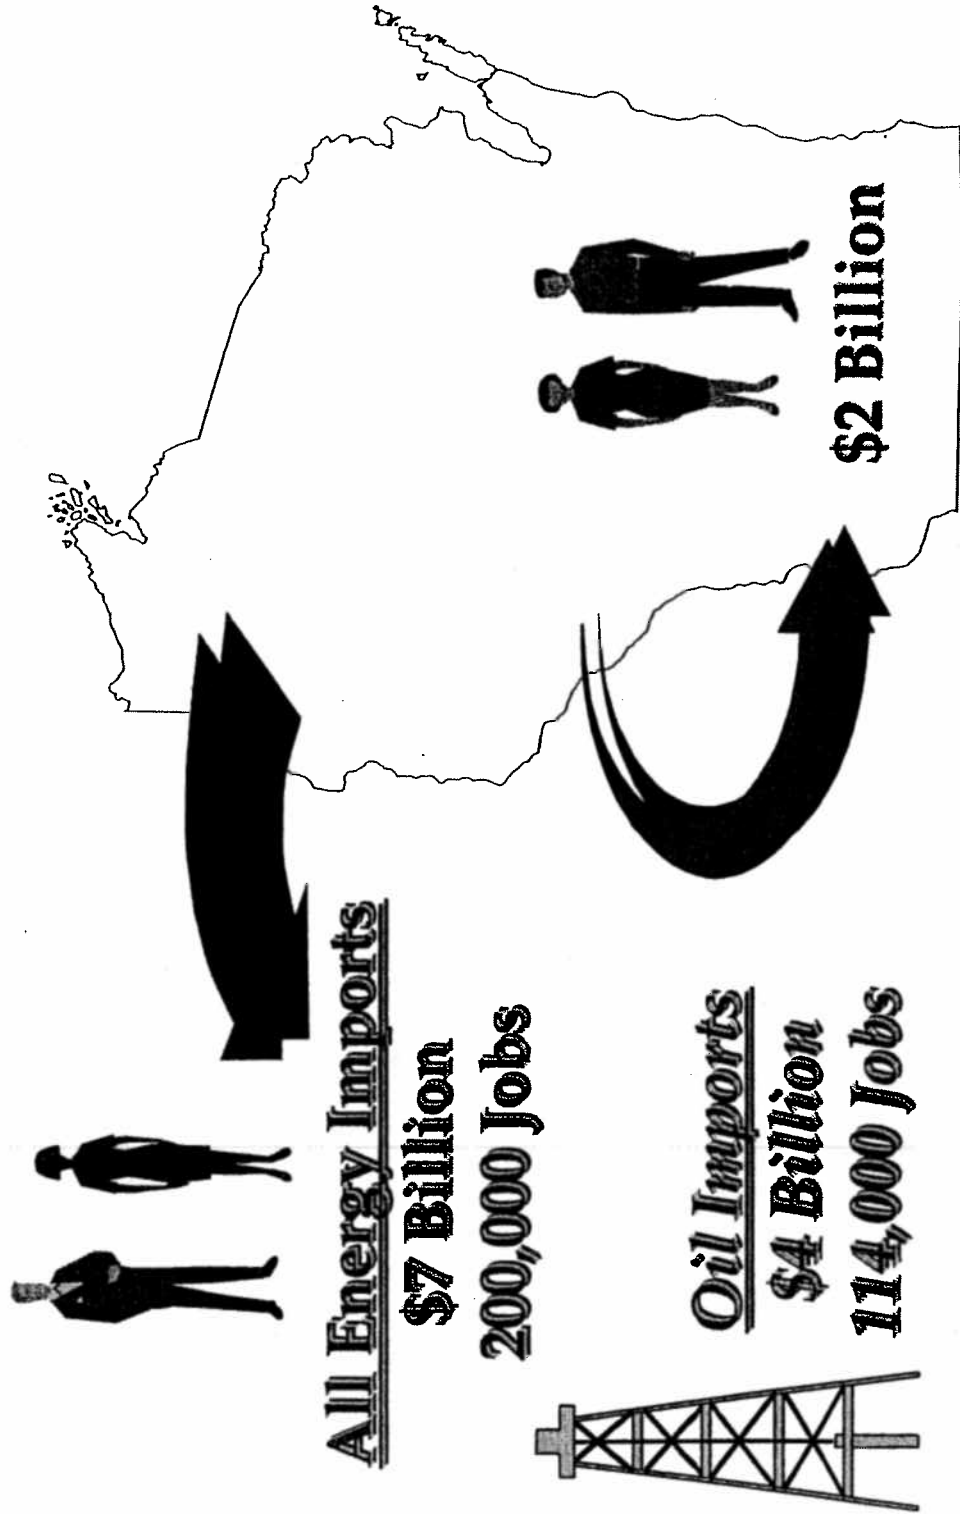 All Energy Imports
$7 Billion
200,000 Jobs
Oil Imports
$4 Billion
114,000 Jobs
$2 Billion